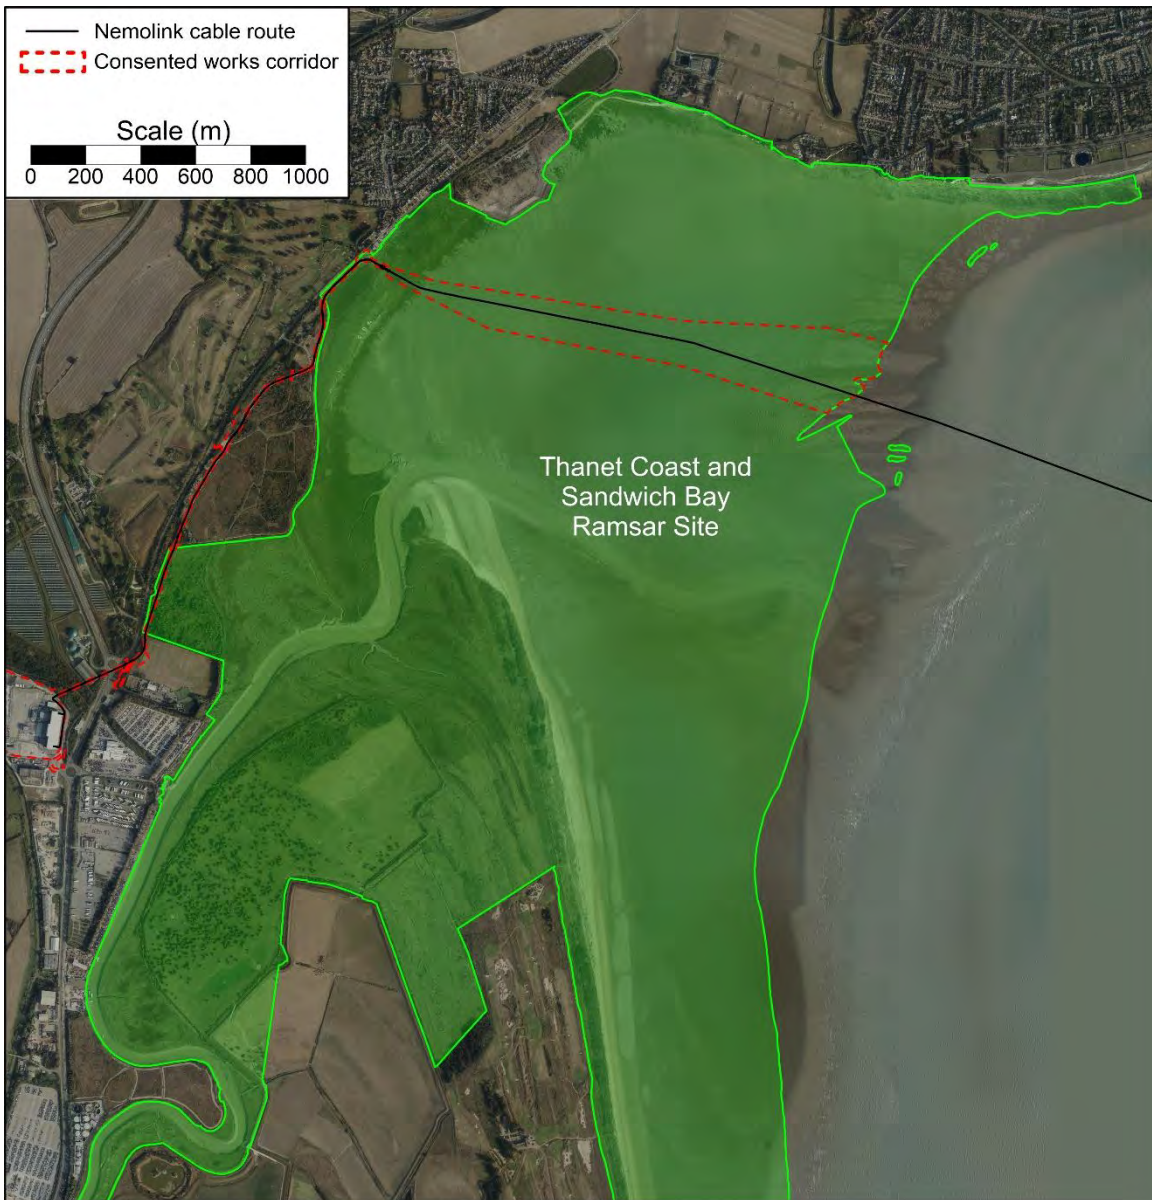 Nemolink cable route
Consented works corridor
Scale (m)
0 200 400 600 800 1000
Thanet Coast and
Sandwich Bay
Ramsar Site